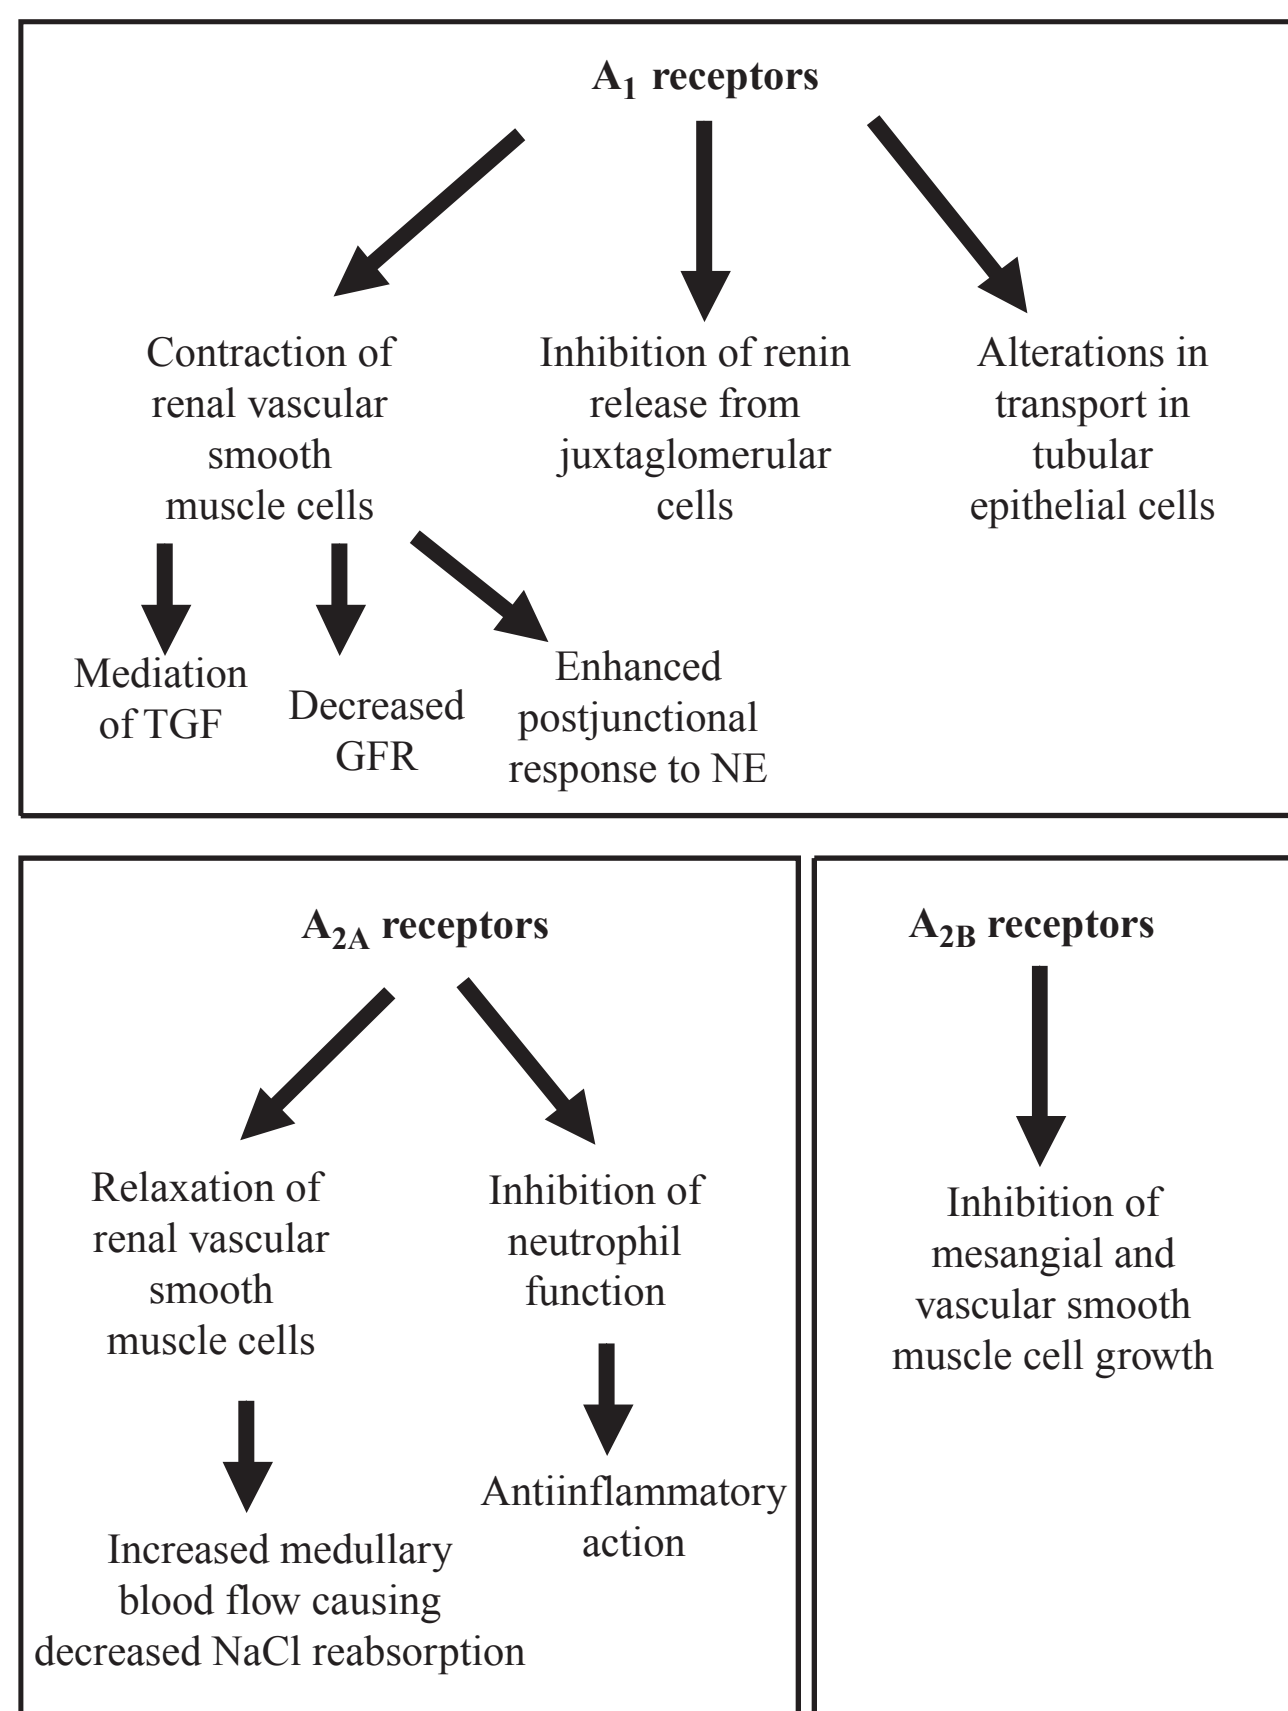 A1 receptors
Contraction of
renal vascular
smooth
muscle cells
Inhibition of renin
release from
juxtaglomerular
cells
Alterations in
transport in
tubular
epithelial cells
Mediation
of TGF
Decreased
GFR
Enhanced
postjunctional
response to NE
A2A receptors
Relaxation of
renal vascular
smooth
muscle cells
Inhibition of
neutrophil
function
Increased medullary
blood flow causing
decreased NaCl reabsorption
Antiinflammatory
action
A2B receptors
Inhibition of
mesangial and
vascular smooth
muscle cell growth